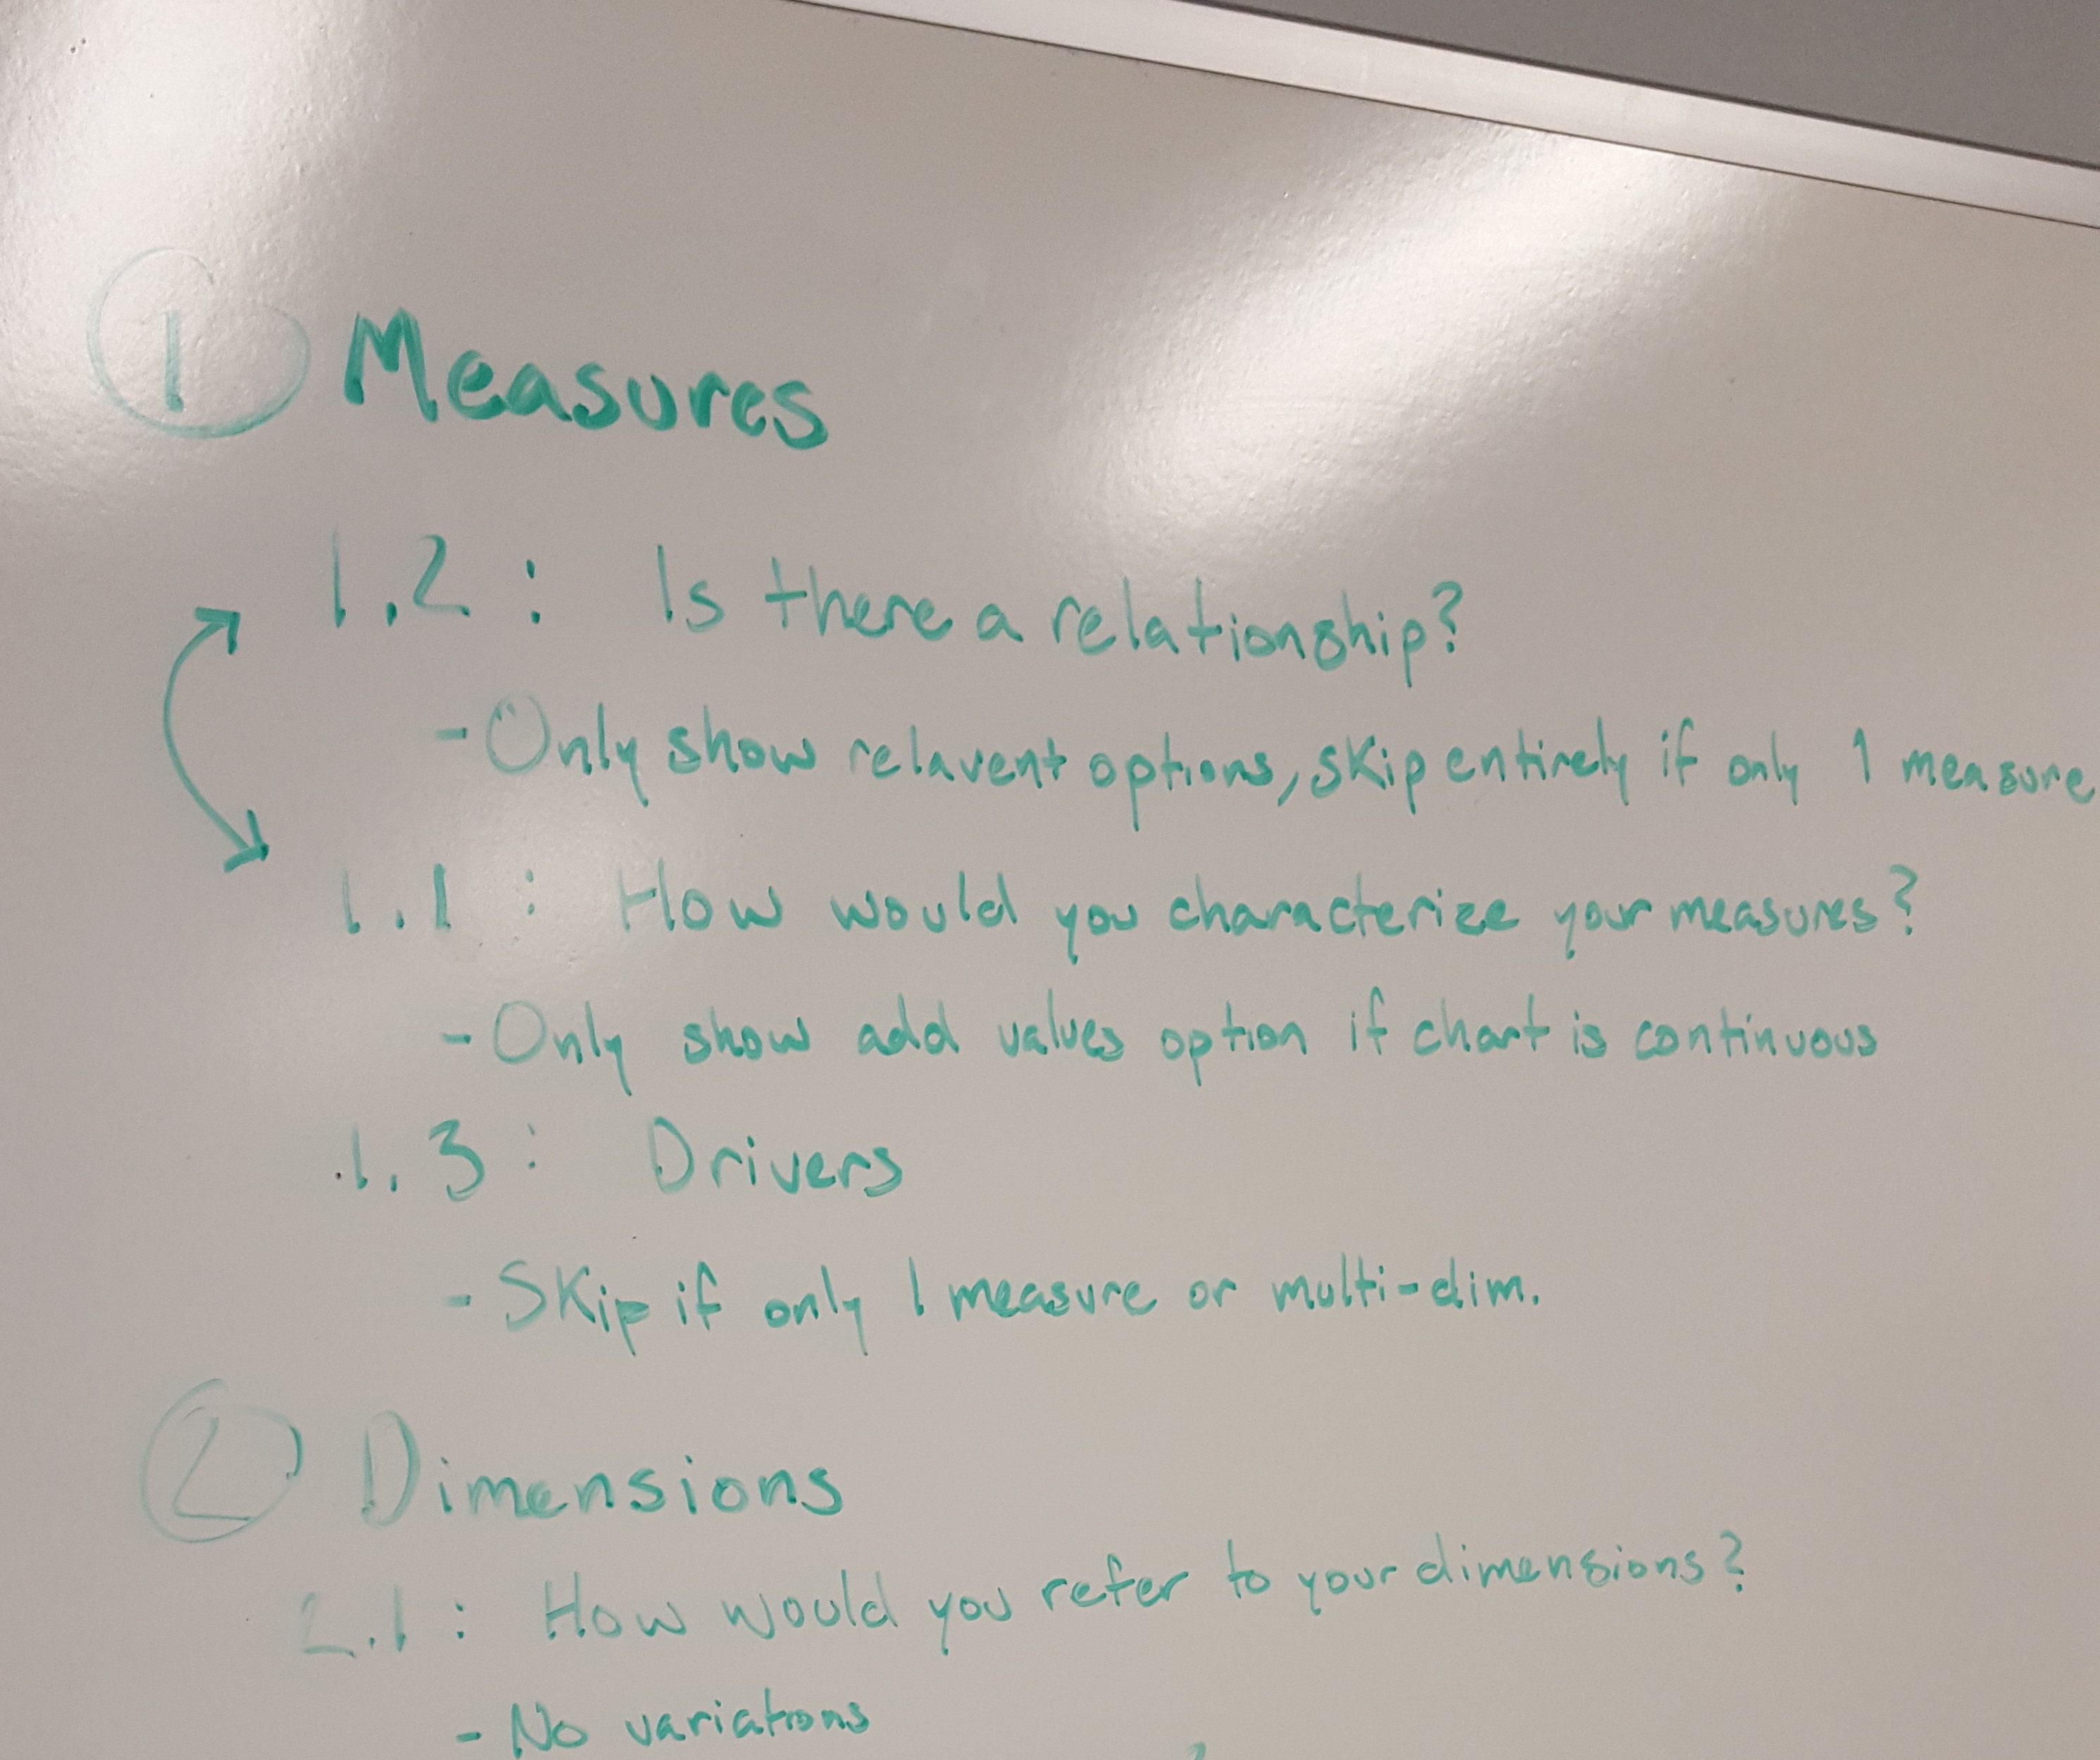 ① Measures
1.2 : Is there a relationship?
- Only show relavent options, skip entirely if only 1 measure
1.1 : How would you characterize your measures?
- Only show add values option if chart is continuous
1.3 : Drivers
- Skip if only 1 measure or multi-dim.
② Dimensions
2.1 : How would you refer to your dimensions?
- No variations